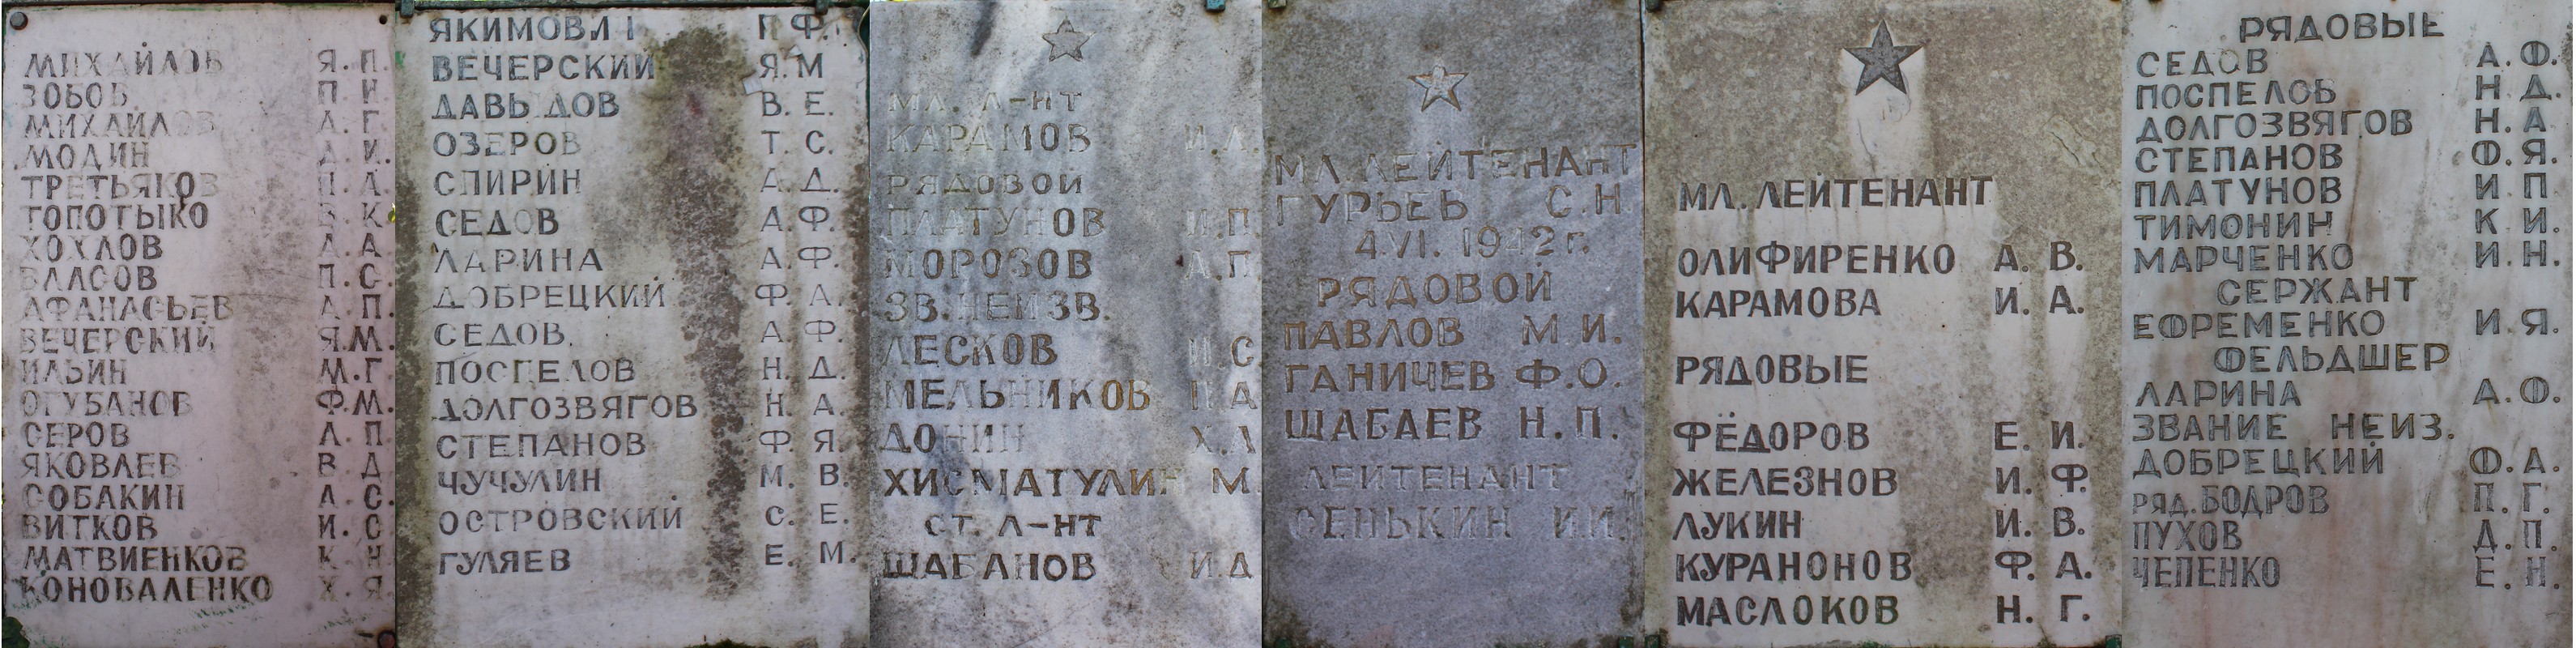 МИХАЙЛОВ Я. П.
ЗОБОВ П. И
МИХАЙЛОВ А. Г.
МОДИН А. И.
ТРЕТЬЯКОВ П. А.
ТОПОТЫКО В. К.
ХОХЛОВ А. А.
ВЛАСОВ П. С.
АФАНАСЬЕВ А. П.
ВЕЧЕРСКИЙ Я.М.
ИЛЬИН М.Г.
ОГУБАНОВ Ф.М.
СЕРОВ А. П.
ЯКОВЛЕВ В. Д.
СОБАКИН А. С.
ВИТКОВ И. С
МАТВИЕНКОВ К. Н
КОНОВАЛЕНКО Х. Я.
ЯКИМОВ Ф.
ВЕЧЕРСКИЙ Я. М
ДАВЫДОВ В. Е.
ОЗЕРОВ Т. С.
СПИРИН А. Д.
СЕДОВ А. Ф.
ЛАРИНА А. Ф.
ДОБРЕЦКИЙ Ф. А.
СЕДОВ. А Ф.
ПОСПЕЛОВ Н. Д.
ДОЛГОЗВЯГОВ Н. А.
СТЕПАНОВ Ф. Я.
ЧУЧУЛИН М. В.
ОСТРОВСКИЙ С. Е.
ГУЛЯЕВ Е. М.
МЛ. Л-НТ
КАРАМОВ И.А.
РЯДОВОЙ
ПЛАТУНОВ И.П.
МОРОЗОВ А.П
ЗВ. НЕИЗВ.
ЛЕСКОВ И С
МЕЛЬНИКОВ П А
ДОНИН Х.А
ХИСМАТУЛИН М.
СТ. Л-НТ
ШАБАНОВ И.Д
МЛ. ЛЕЙТЕНАНТ
ГУРЬЕВ С.Н.
4.VI. 1942 г.
РЯДОВОЙ
ПАВЛОВ М И.
ГАНИЧЕВ Ф.О.
ШАБАЕВ Н. П.
ЛЕЙТЕНАНТ
СЕНЬКИН И.И.
МЛ. ЛЕЙТЕНАНТ
ОЛИФИРЕНКО А. В.
КАРАМОВА И. А.
РЯДОВЫЕ
ФЁДОРОВ Е. И.
ЖЕЛЕЗНОВ И. Ф.
ЛУКИН И. В.
КУРАНОНОВ Ф. А.
МАСЛОКОВ Н. Г.
РЯДОВЫЕ
СЕДОВ А. Ф.
ПОСПЕЛОВ Н Д.
ДОЛГОЗВЯГОВ Н. А
СТЕПАНОВ Ф. Я.
ПЛАТУНОВ И П
ТИМОНИН К И.
МАРЧЕНКО И. Н.
СЕРЖАНТ
ЕФРЕМЕНКО И. Я.
ФЕЛЬДШЕР
ЛАРИНА А. Ф.
ЗВАНИЕ НЕИЗ.
ДОБРЕЦКИЙ Ф. А.
РЯД. БОДРОВ П. Г.
ПУХОВ Д. П.
ЧЕПЕНКО Е. Н.